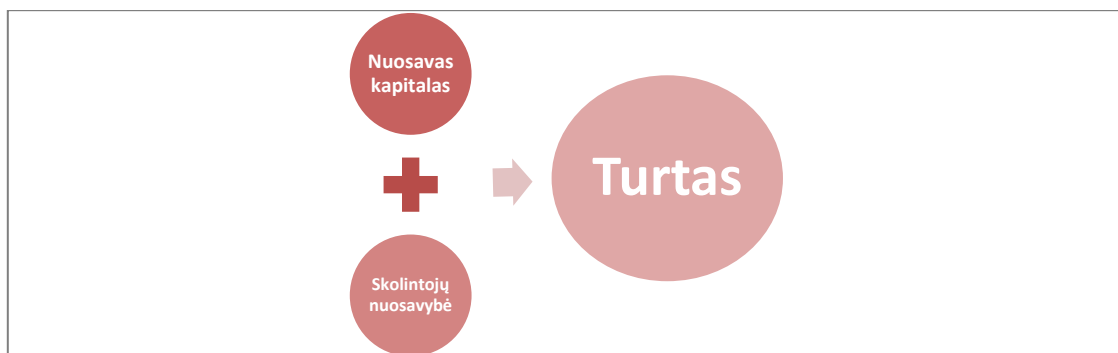 Nuosavas
kapitalas
Turtas
Skolintojų
nuosavybė